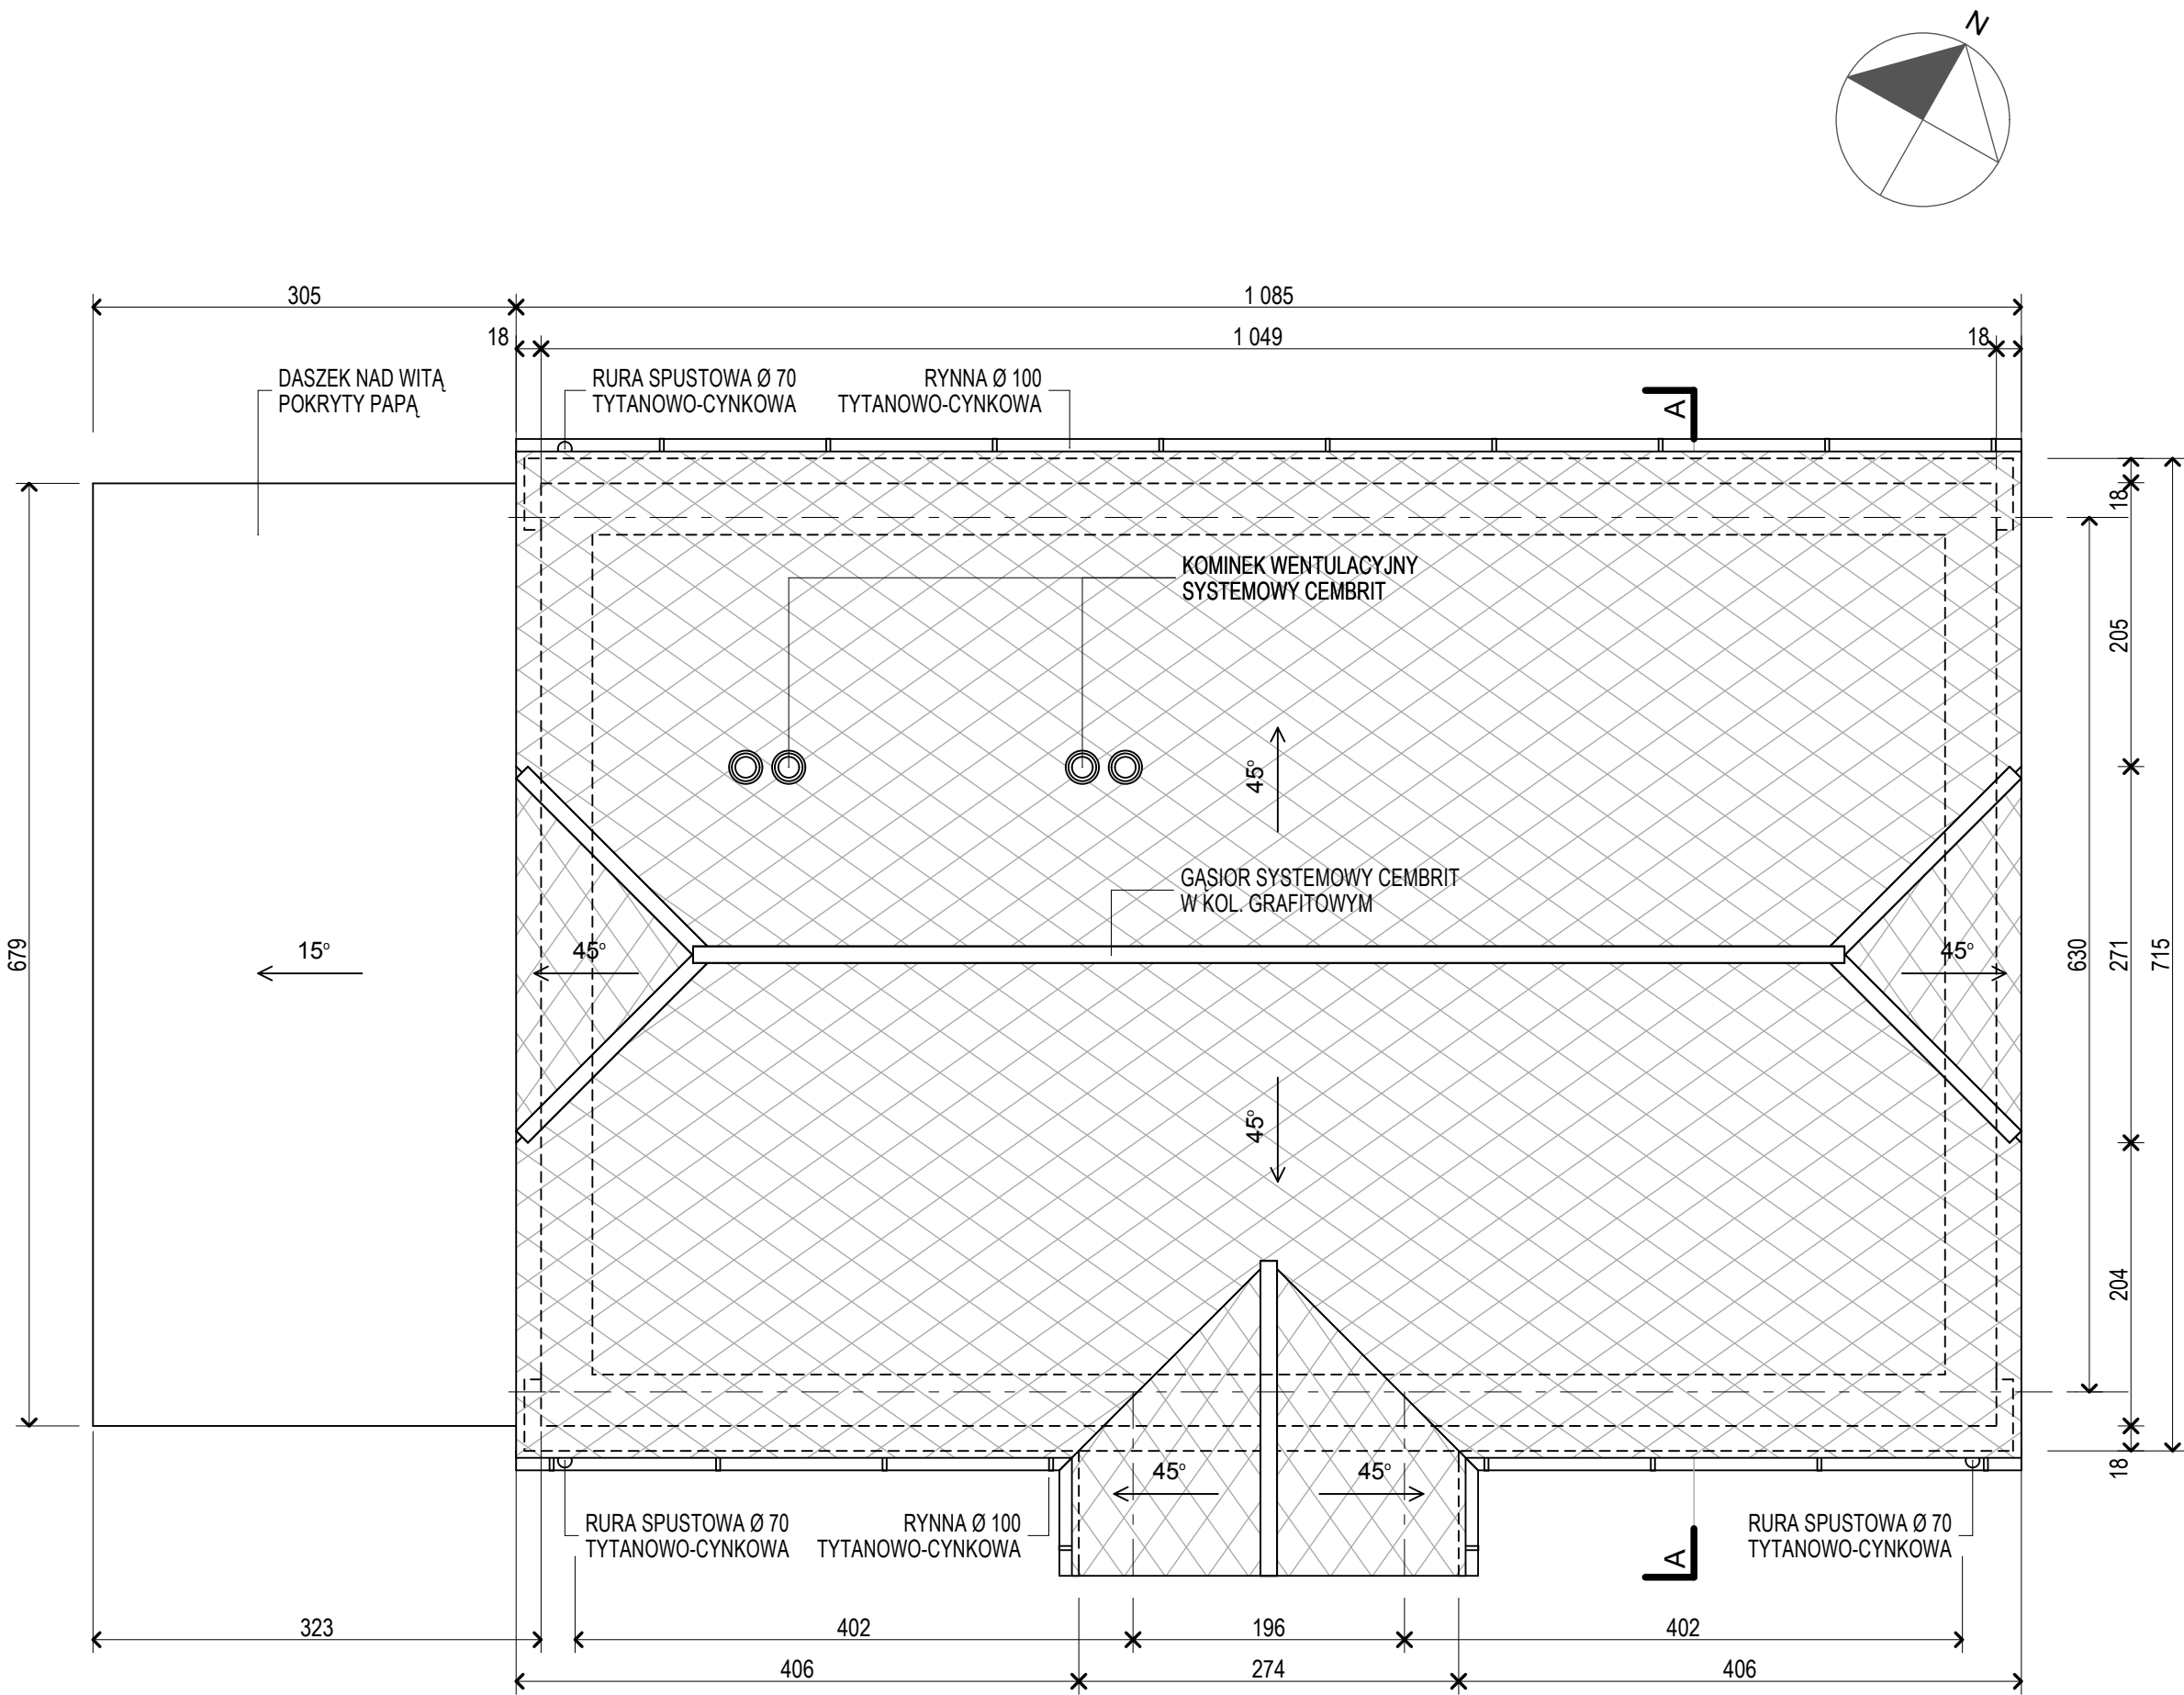 N
305
1 085
18
1 049
18
DASZEK NAD WITĄ
POKRYTY PAPĄ
RURA SPUSTOWA Ø 70
TYTANOWO-CYNKOWA
RYNNA Ø 100
TYTANOWO-CYNKOWA
A
18
KOMINEK WENTULACYJNY
SYSTEMOWY CEMBRIT
205
45°
GĄSIOR SYSTEMOWY CEMBRIT
W KOL. GRAFITOWYM
679
15°
45°
45°
630
271
715
45°
204
45°
45°
18
RURA SPUSTOWA Ø 70
TYTANOWO-CYNKOWA
RYNNA Ø 100
TYTANOWO-CYNKOWA
A
RURA SPUSTOWA Ø 70
TYTANOWO-CYNKOWA
323
402
196
402
406
274
406